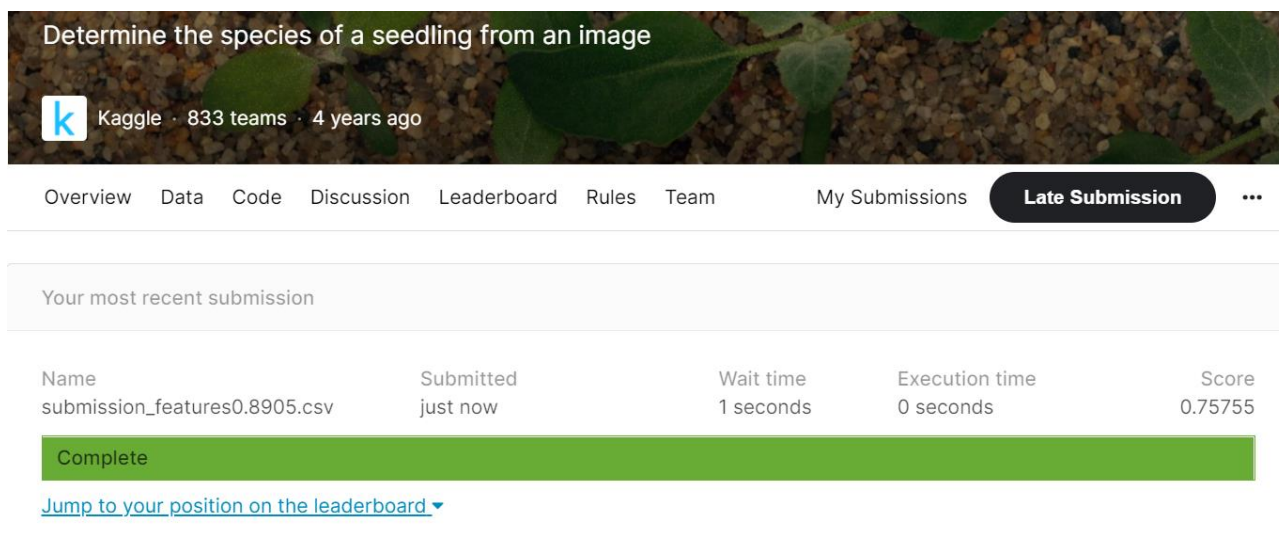 Determine the species of a seedling from an image
k Kaggle · 833 teams · 4 years ago
Overview Data Code Discussion Leaderboard Rules Team My Submissions Late Submission ...
Your most recent submission
Name Submitted Wait time Execution time Score
submission_features0.8905.csv just now 1 seconds 0 seconds 0.75755
Complete
Jump to your position on the leaderboard